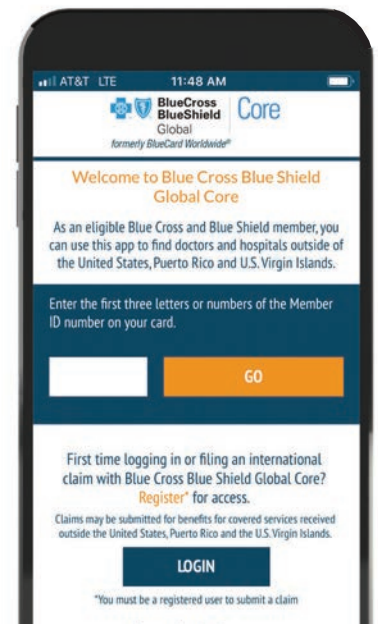 AT&T LTE 11:48 AM
BlueCross
BlueShield
Global
Core
formerly BlueCard Worldwide®
Welcome to Blue Cross Blue Shield
Global Core
As an eligible Blue Cross and Blue Shield member, you
can use this app to find doctors and hospitals outside of
the United States, Puerto Rico and U.S. Virgin Islands.
Enter the first three letters or numbers of the Member
ID number on your card.
GO
First time logging in or filing an international
claim with Blue Cross Blue Shield Global Core?
Register* for access.
Claims may be submitted for benefits for covered services received
outside the United States, Puerto Rico and the U.S. Virgin Islands.
LOGIN
*You must be a registered user to submit a claim